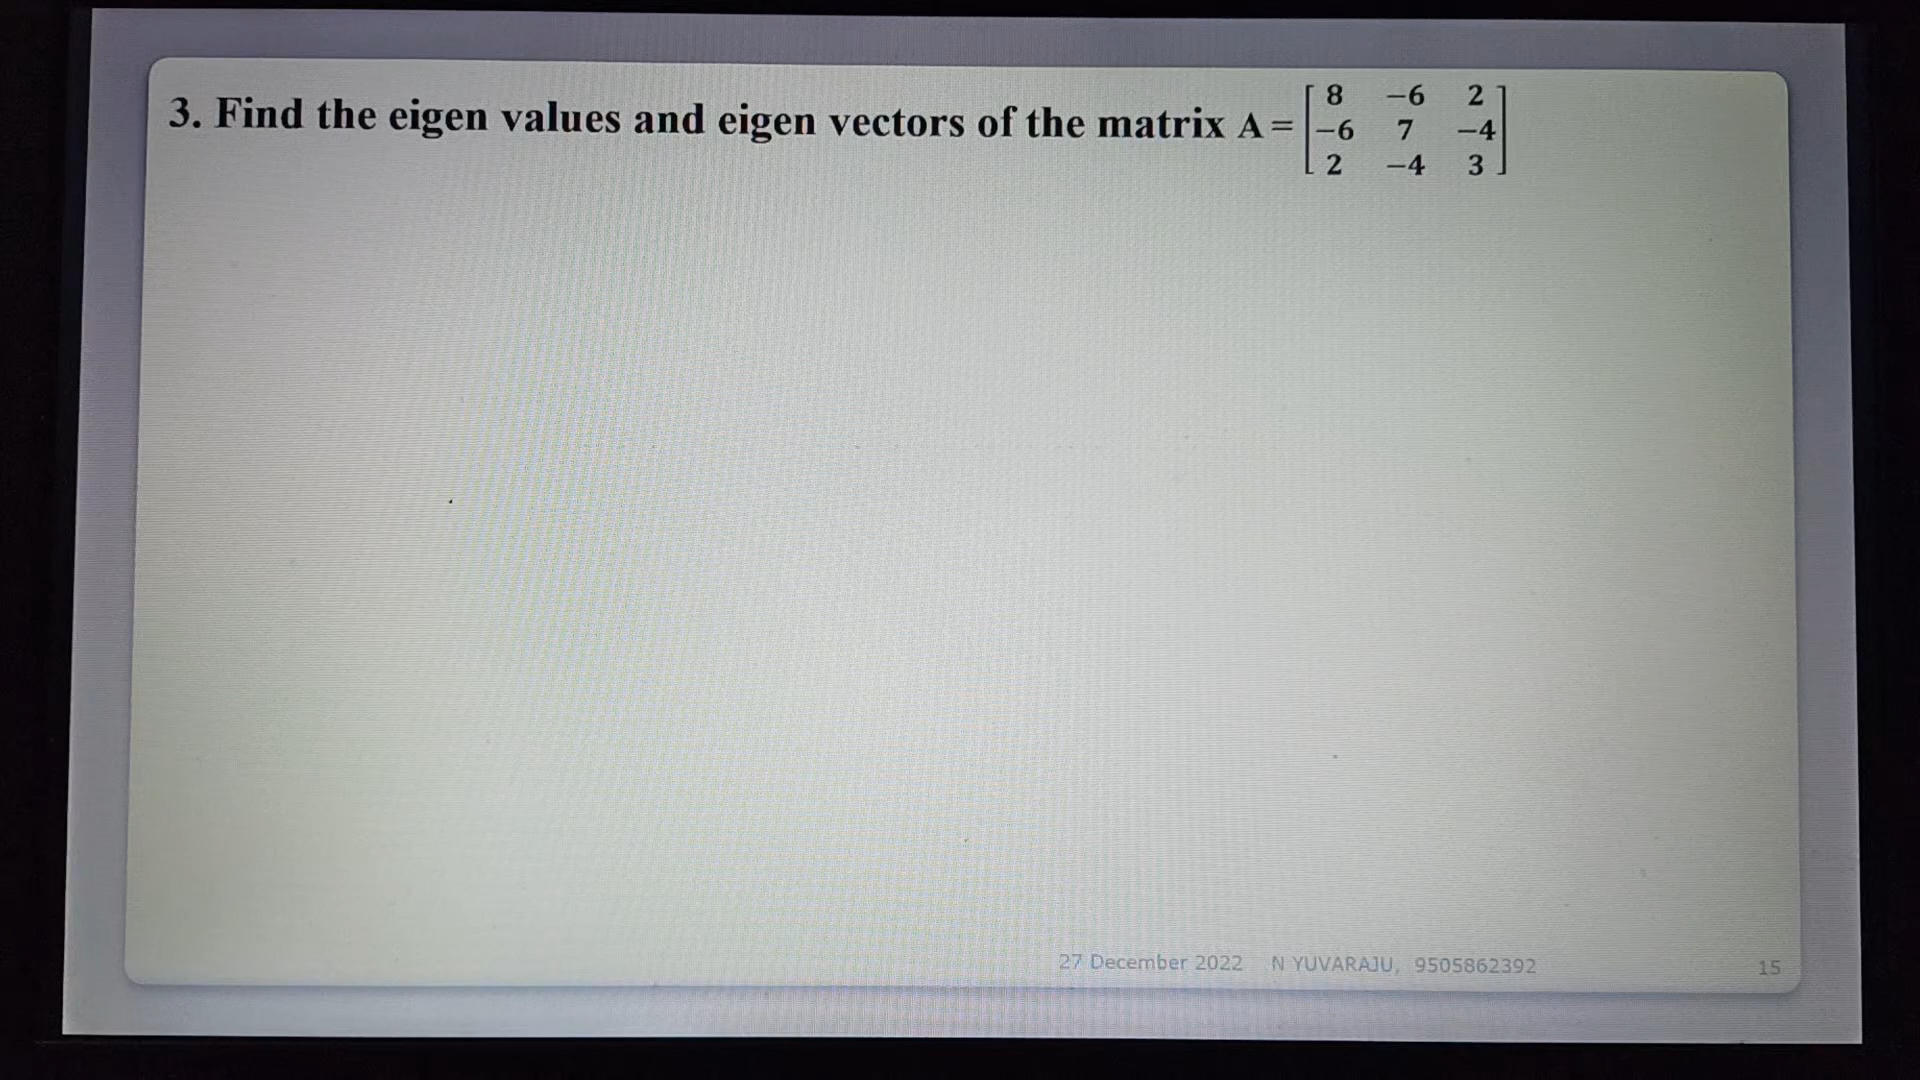 3. Find the eigen values and eigen vectors of the matrix A = [ 8 -6 2
-6 7 -4
2 -4 3 ]
27 December 2022 N YUVARAJU, 9505862392 15